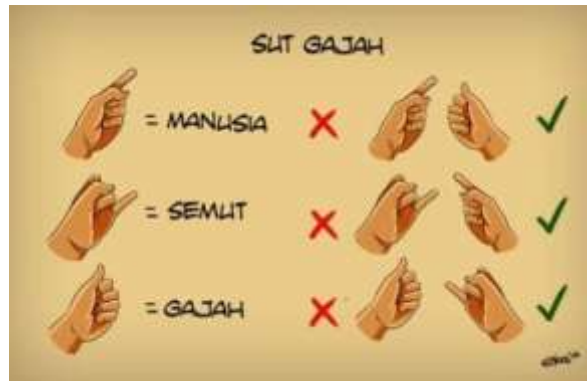 SUT GAJAH
= MANUSIA
= SEMUT
= GAJAH